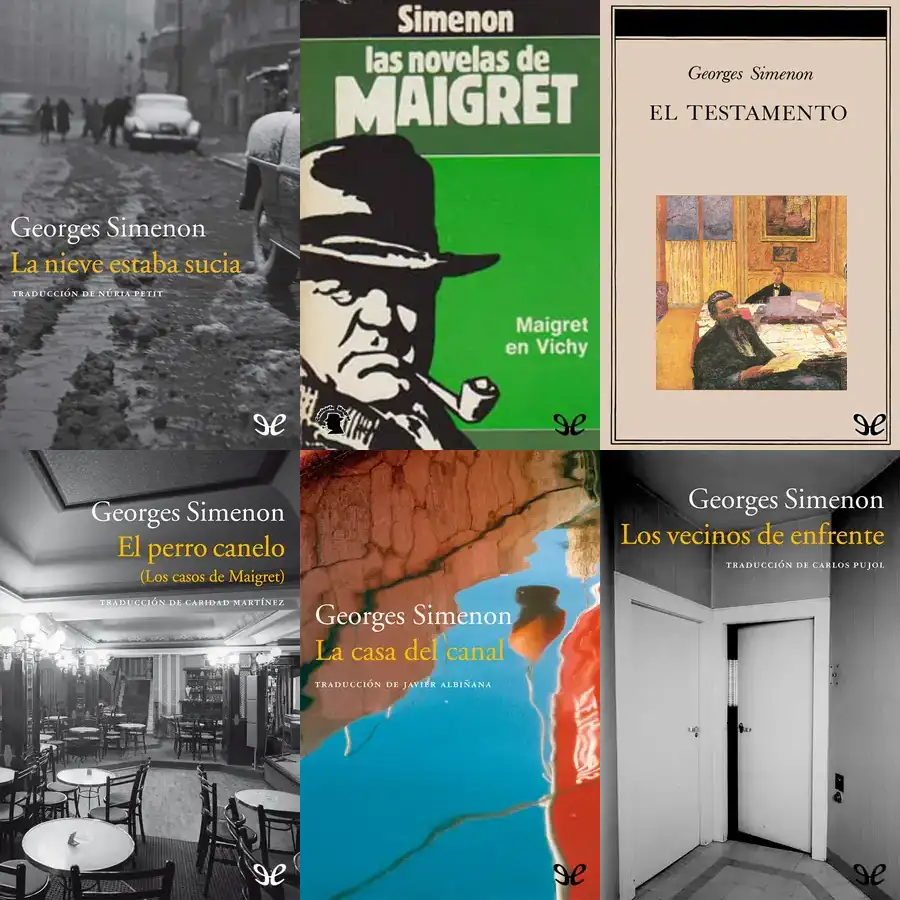 Georges Simenon
La nieve estaba sucia
TRADUCCIÓN DE NÚRIA PETIT
Simenon
las novelas de
MAIGRET
Maigret
en Vichy
Georges Simenon
EL TESTAMENTO
Georges Simenon
El perro canelo
(Los casos de Maigret)
TRADUCCIÓN DE CARIDAD MARTÍNEZ
Georges Simenon
La casa del canal
TRADUCCIÓN DE JAVIER ALBIÑANA
Georges Simenon
Los vecinos de enfrente
TRADUCCIÓN DE CARLOS PUJOL